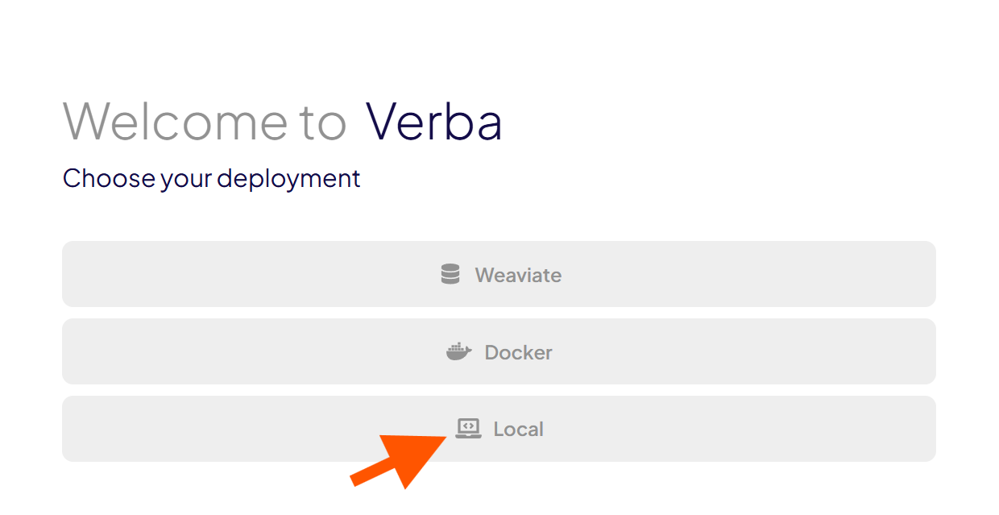 Welcome to Verba
Choose your deployment
Weaviate
Docker
Local